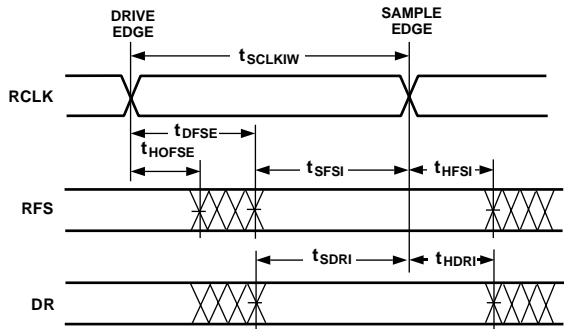 DRIVE
EDGE
SAMPLE
EDGE
tSCLKIW
RCLK
tDFSE
tHOFSE
tSFSI
tHFSI
RFS
tSDRI
tHDRI
DR